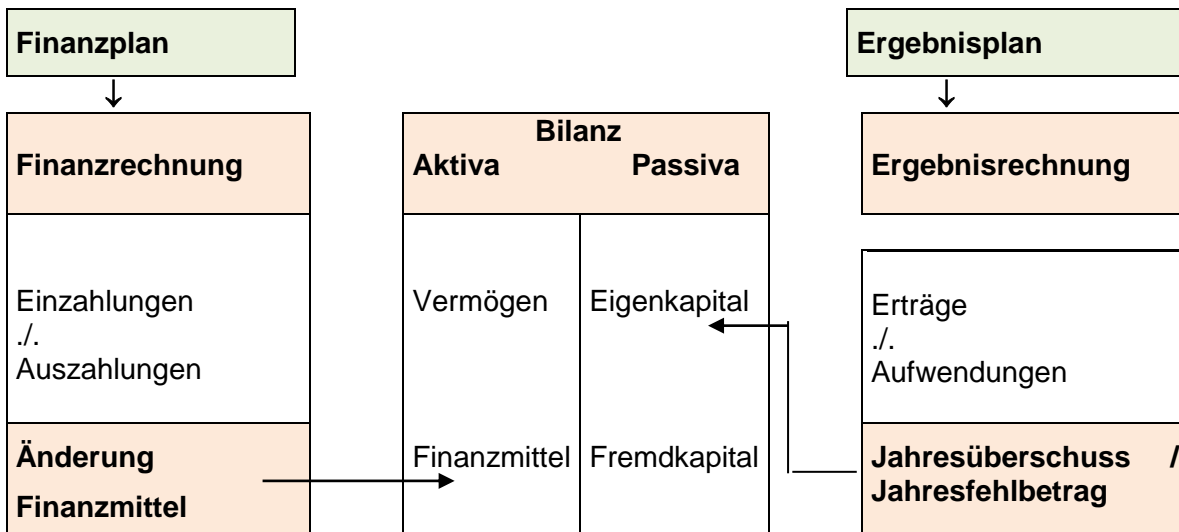 Finanzplan
Ergebnisplan
Finanzrechnung
Bilanz
Aktiva Passiva
Ergebnisrechnung
Einzahlungen
./.
Auszahlungen
Vermögen
Eigenkapital
Erträge
./.
Aufwendungen
Änderung
Finanzmittel
Finanzmittel
Fremdkapital
Jahresüberschuss /
Jahresfehlbetrag